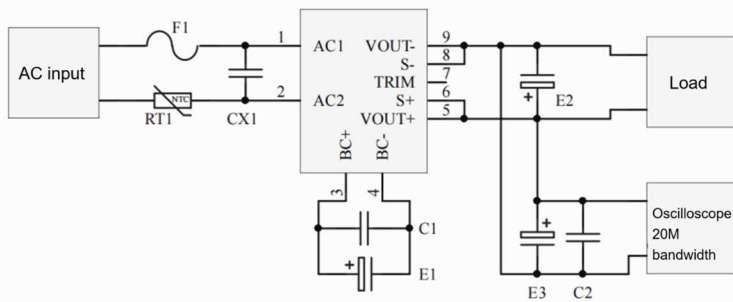 F1
AC input
1
AC1
VOUT-
9
S-
8
TRIM
7
2
AC2
S+
6
VOUT+
5
NTC
RT1
CX1
BC+
BC-
3
4
C1
+
E1
+
E2
Load
+
E3
C2
Oscilloscope
20M
bandwidth